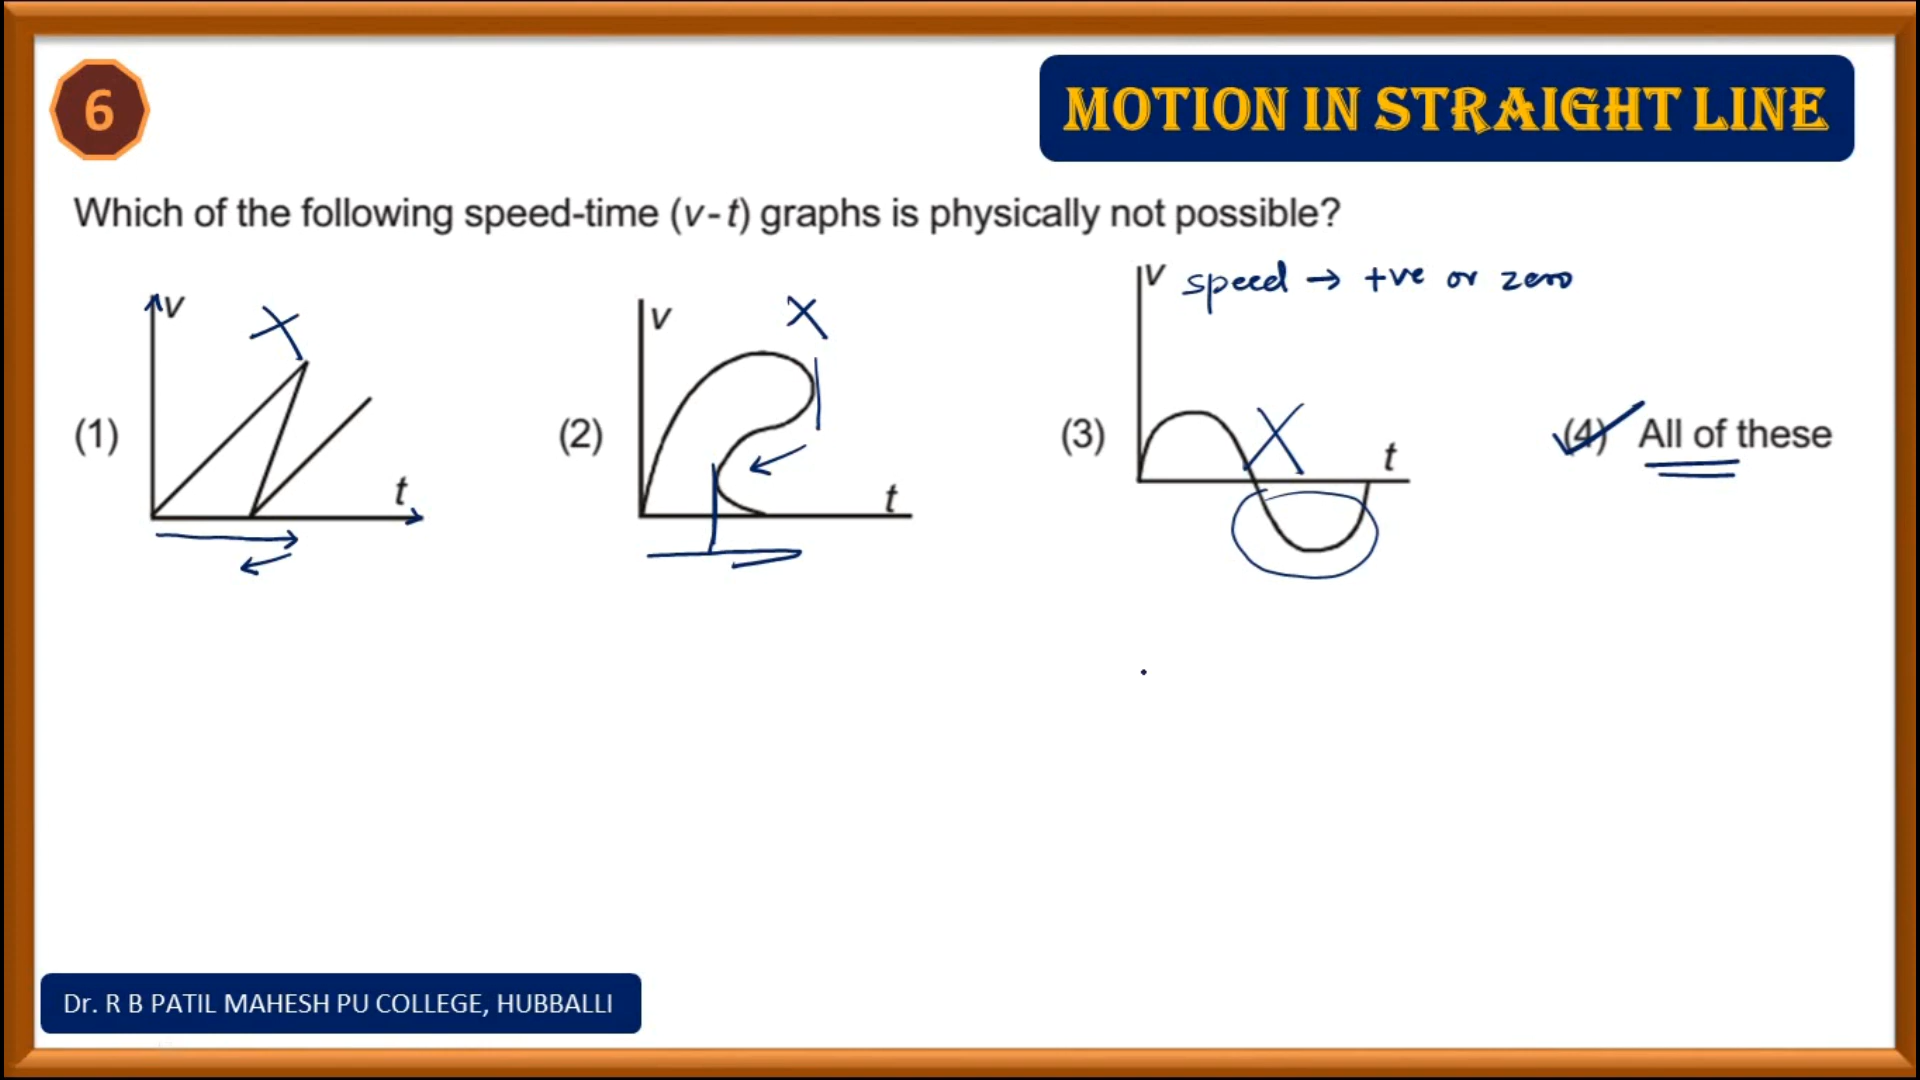 6
MOTION IN STRAIGHT LINE
Which of the following speed-time (v-t) graphs is physically not possible?
(1)
v
t
(2)
v
t
(3)
v
speed → +ve or zero
t
(4) All of these
Dr. R B PATIL MAHESH PU COLLEGE, HUBBALLI